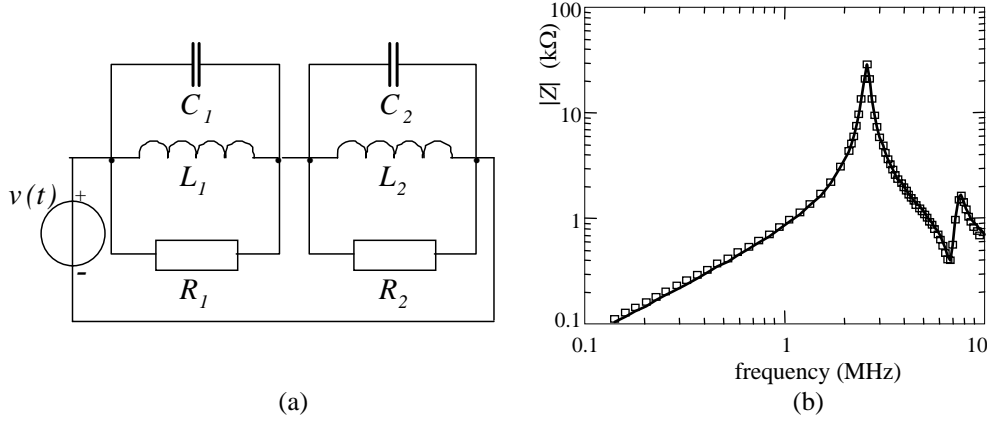 C1 C2
L1 L2
v(t)
+
-
R1 R2
(a)
|Z| (kΩ)
100
10
1
0.1
0.1 1 10
frequency (MHz)
(b)